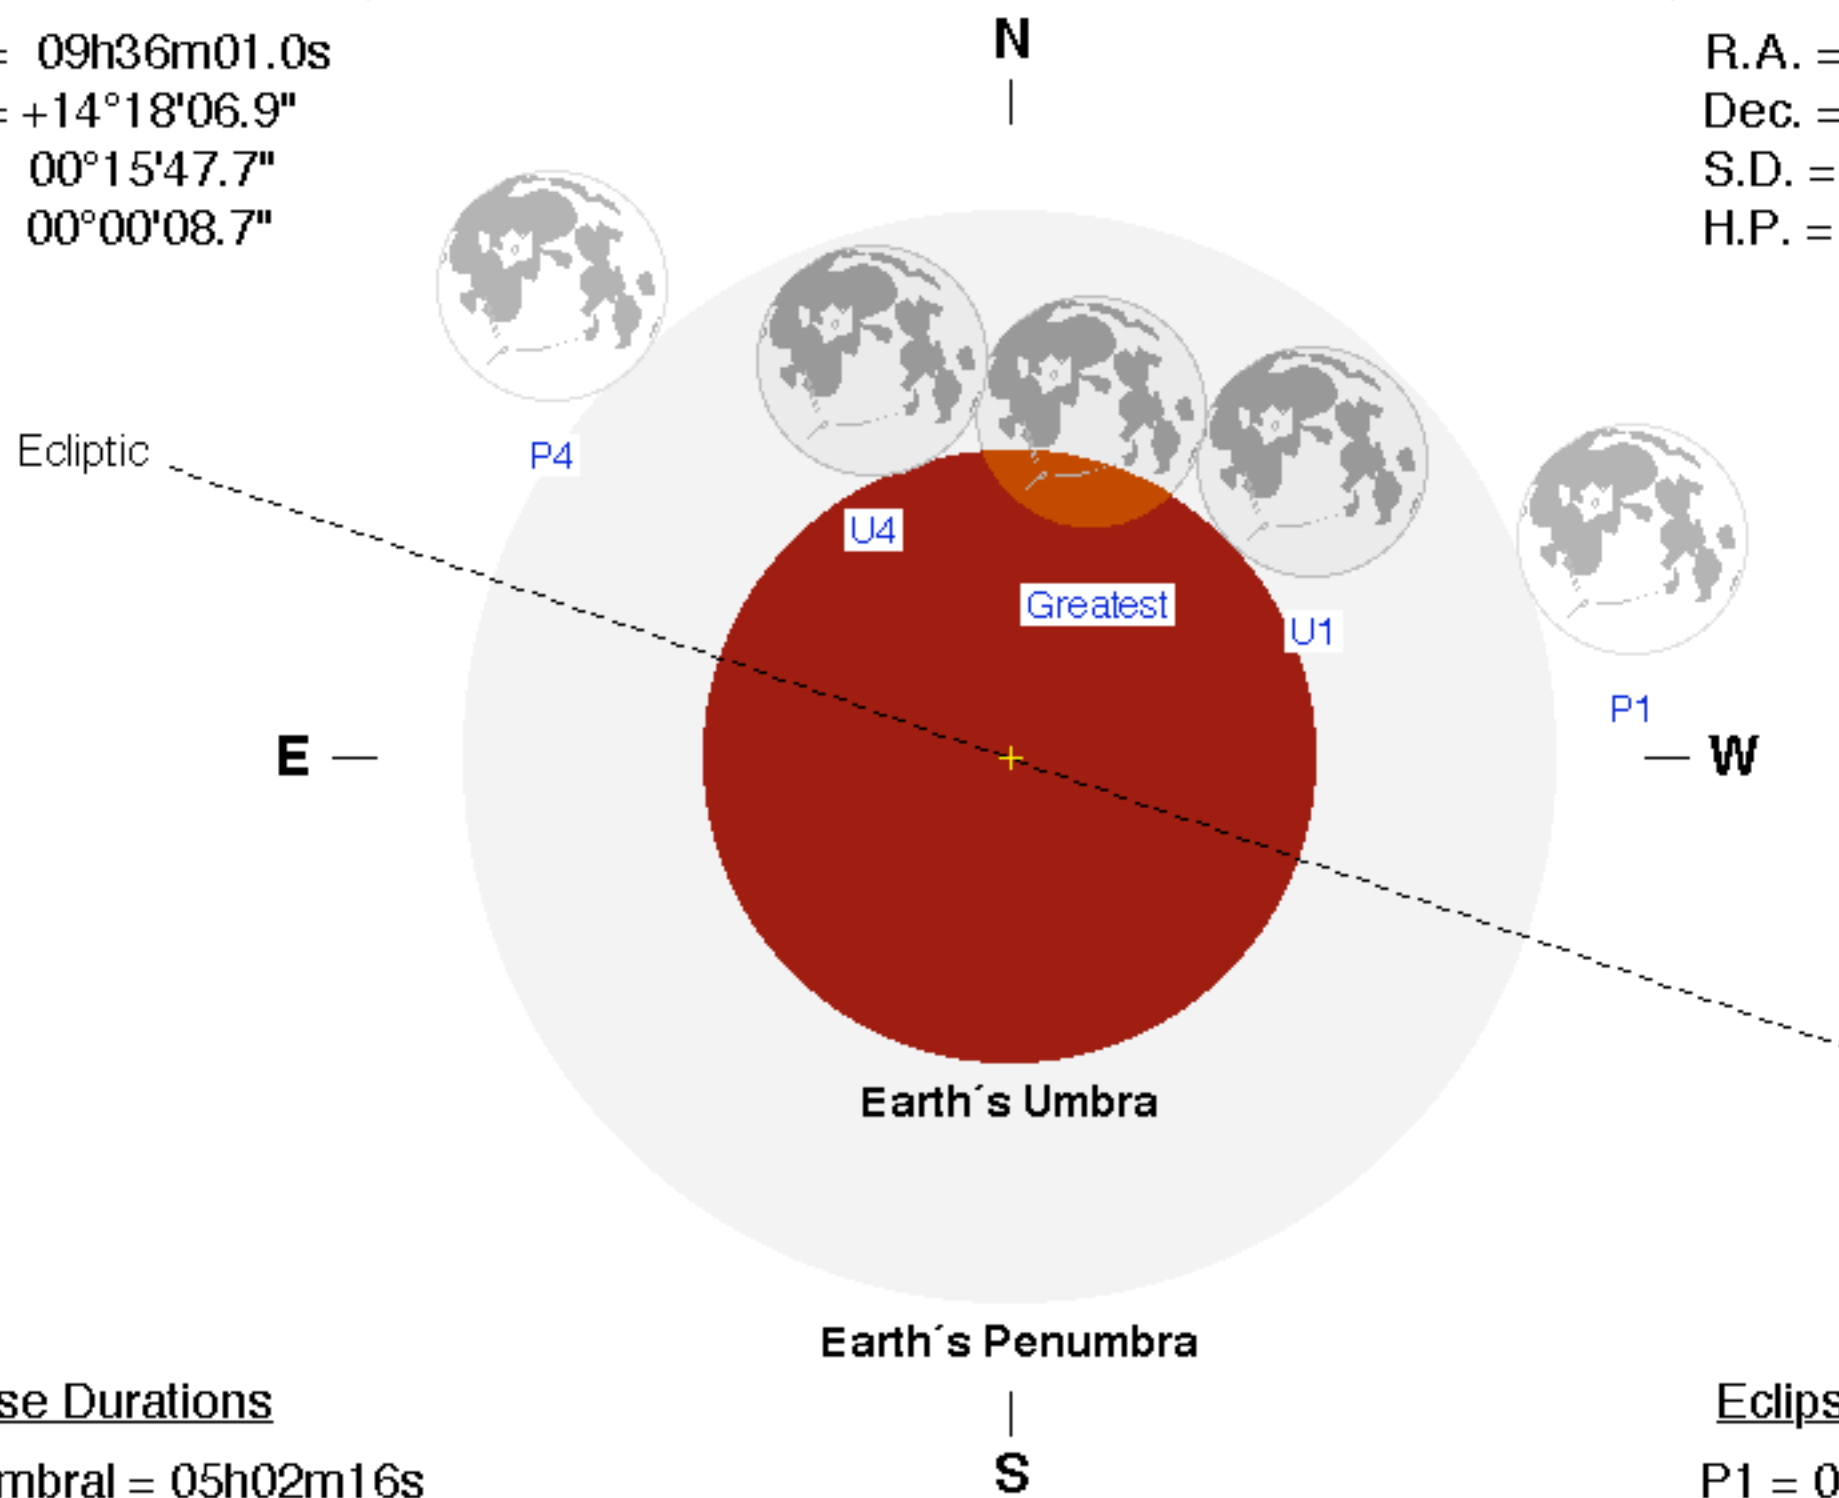 = 09h36m01.0s
= +14°18'06.9"
00°15'47.7"
00°00'08.7"
N
R.A. =
Dec. =
S.D. =
H.P. =
Ecliptic
P4
U4
Greatest
U1
P1
E
W
Earth´s Umbra
Earth´s Penumbra
S
se Durations
mbral = 05h02m16s
Eclips
P1 = 0